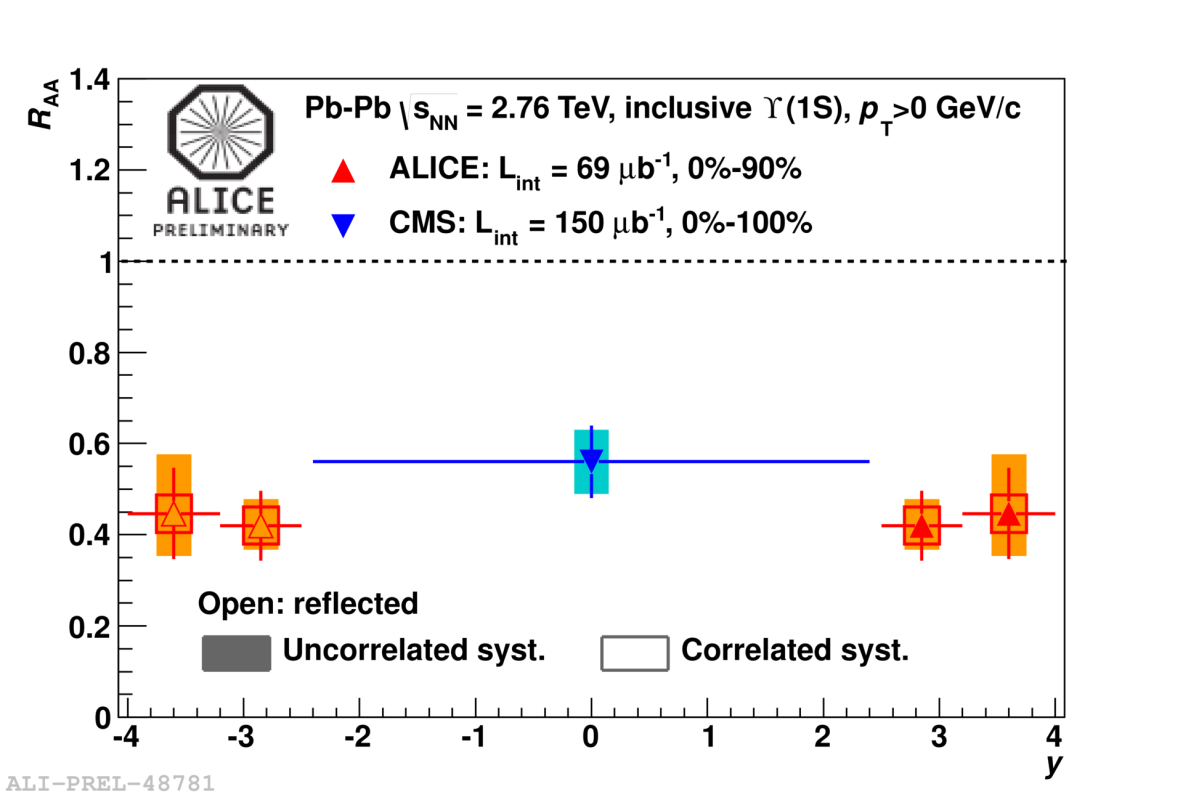 1.4
1.2
1
0.8
0.6
0.4
0.2
0
R_AA
ALICE
PRELIMINARY
Pb-Pb √s_NN = 2.76 TeV, inclusive ϒ(1S), p_T>0 GeV/c
ALICE: L_int = 69 μb⁻¹, 0%-90%
CMS: L_int = 150 μb⁻¹, 0%-100%
Open: reflected
Uncorrelated syst.
Correlated syst.
-4 -3 -2 -1 0 1 2 3 4
y
ALI-PREL-48781